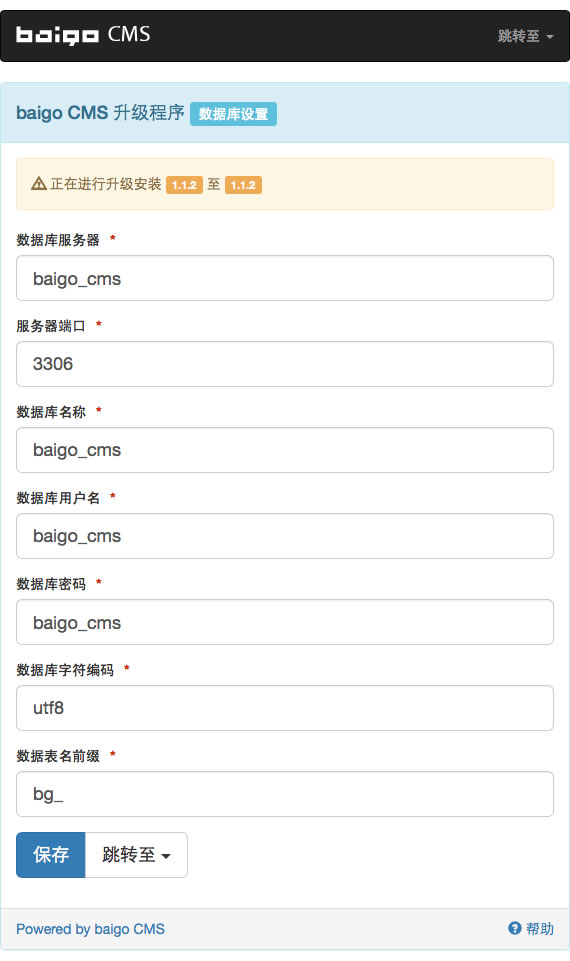 baigo CMS 跳转至
baigo CMS 升级程序 数据库设置
正在进行升级安装 1.1.2 至 1.1.2
数据库服务器 *
baigo_cms
服务器端口 *
3306
数据库名称 *
baigo_cms
数据库用户名 *
baigo_cms
数据库密码 *
baigo_cms
数据库字符编码 *
utf8
数据表名前缀 *
bg_
保存 跳转至
Powered by baigo CMS 帮助